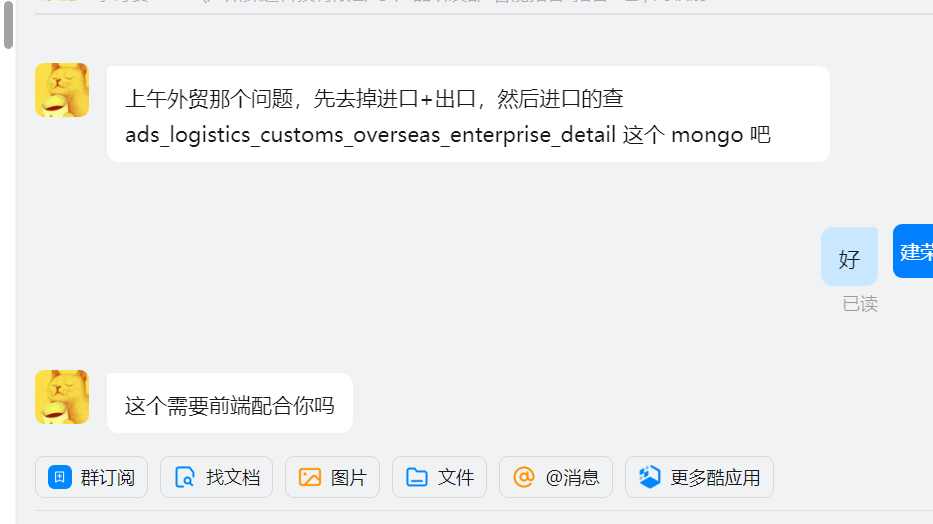 上午外贸那个问题，先去掉进口+出口，然后进口的查
ads_logistics_customs_overseas_enterprise_detail 这个 mongo 吧
好
建荣
已读
这个需要前端配合你吗
群订阅
找文档
图片
文件
@消息
更多酷应用